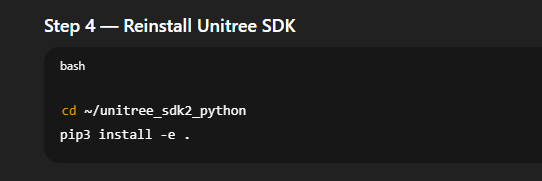 Step 4 — Reinstall Unitree SDK
bash
cd ~/unitree_sdk2_python
pip3 install -e .